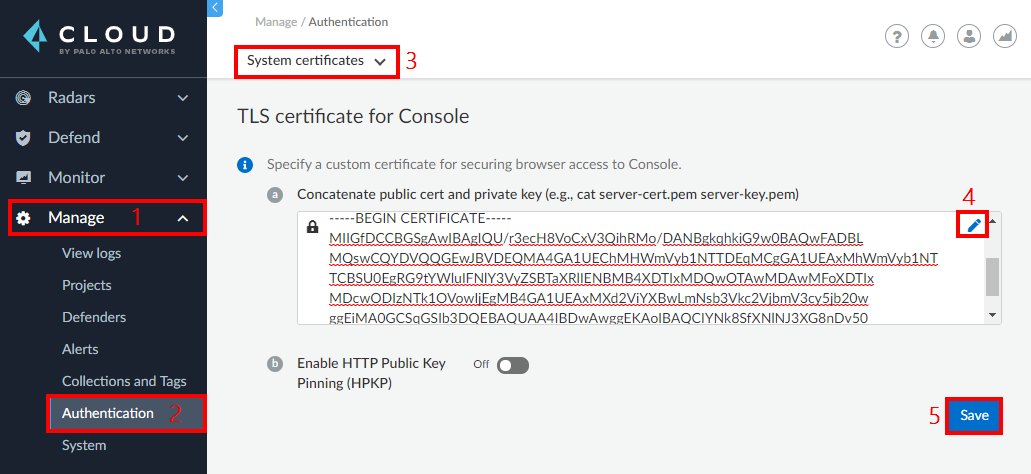 CLOUD
BY PALO ALTO NETWORKS
Radars
Defend
Monitor
Manage 1
View logs
Projects
Defenders
Alerts
Collections and Tags
Authentication 2
System
Manage / Authentication
System certificates 3
?
TLS certificate for Console
i Specify a custom certificate for securing browser access to Console.
a Concatenate public cert and private key (e.g., cat server-cert.pem server-key.pem)
4
-----BEGIN CERTIFICATE-----
MIIGfDCCBGSgAwIBAgIQU/r3ecH8VoCxV3QihRMo/DANBgkqhkiG9w0BAQwFADBL
MQswCQYDVQQGEwJBVDEQMA4GA1UEChMHWmVyb1NTTDEqMCgGA1UEAxMhWmVyb1NT
TCBSU0EgRG9tYWluIFNlY3VyZSBTaXRlIENBMB4XDTIxMDQwOTAwMDAwMFoXDTIx
MDcwODIzNTk1OVowIjEgMB4GA1UEAxMXd2ViYXBwLmNsb3Vkc2VjbmV3cy5jb20w
ggEiMA0GCSqGSIb3DQEBAQUAA4IBDwAwggEKAoIBAQCIYNk8SfXNlNJ3XG8nDv50
b Enable HTTP Public Key Off
Pinning (HPKP)
5 Save